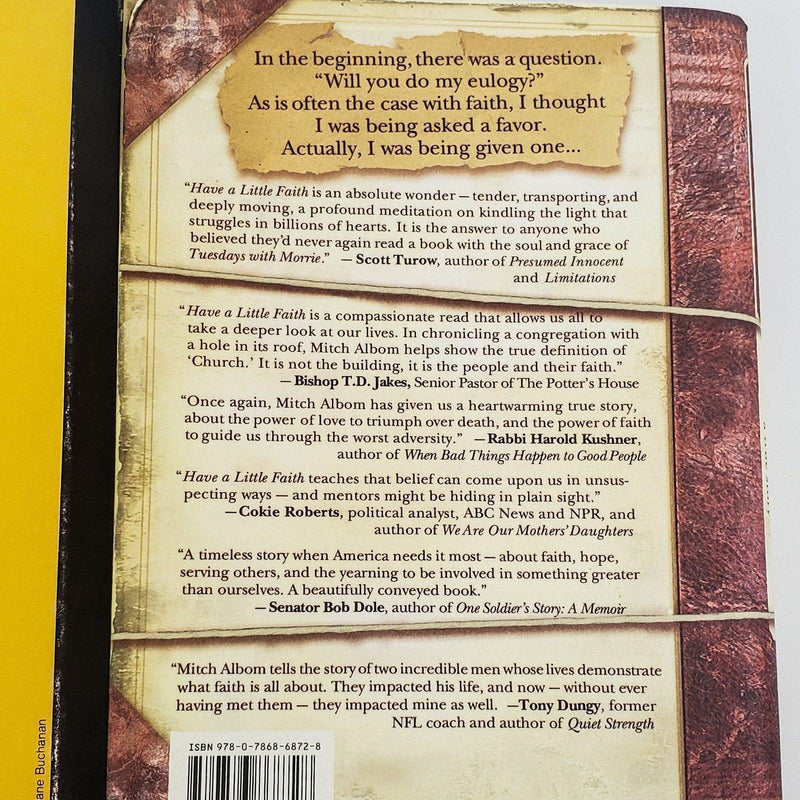 In the beginning, there was a question.
“Will you do my eulogy?”
As is often the case with faith, I thought
I was being asked a favor.
Actually, I was being given one...
“Have a Little Faith is an absolute wonder — tender, transporting, and
deeply moving, a profound meditation on kindling the light that
struggles in billions of hearts. It is the answer to anyone who
believed they’d never again read a book with the soul and grace of
Tuesdays with Morrie.” — Scott Turow, author of Presumed Innocent
and Limitations
“Have a Little Faith is a compassionate read that allows us all to
take a deeper look at our lives. In chronicling a congregation with
a hole in its roof, Mitch Albom helps show the true definition of
‘Church.’ It is not the building, it is the people and their faith.”
— Bishop T.D. Jakes, Senior Pastor of The Potter’s House
“Once again, Mitch Albom has given us a heartwarming true story,
about the power of love to triumph over death, and the power of faith
to guide us through the worst adversity.” — Rabbi Harold Kushner,
author of When Bad Things Happen to Good People
“Have a Little Faith teaches that belief can come upon us in unsus-
pecting ways — and mentors might be hiding in plain sight.”
— Cokie Roberts, political analyst, ABC News and NPR, and
author of We Are Our Mothers’ Daughters
“A timeless story when America needs it most — about faith, hope,
serving others, and the yearning to be involved in something greater
than ourselves. A beautifully conveyed book.”
— Senator Bob Dole, author of One Soldier’s Story: A Memoir
“Mitch Albom tells the story of two incredible men whose lives demonstrate
what faith is all about. They impacted his life, and now — without ever
having met them — they impacted mine as well. —Tony Dungy, former
NFL coach and author of Quiet Strength
ISBN 978-0-7868-6872-8
Buchanan